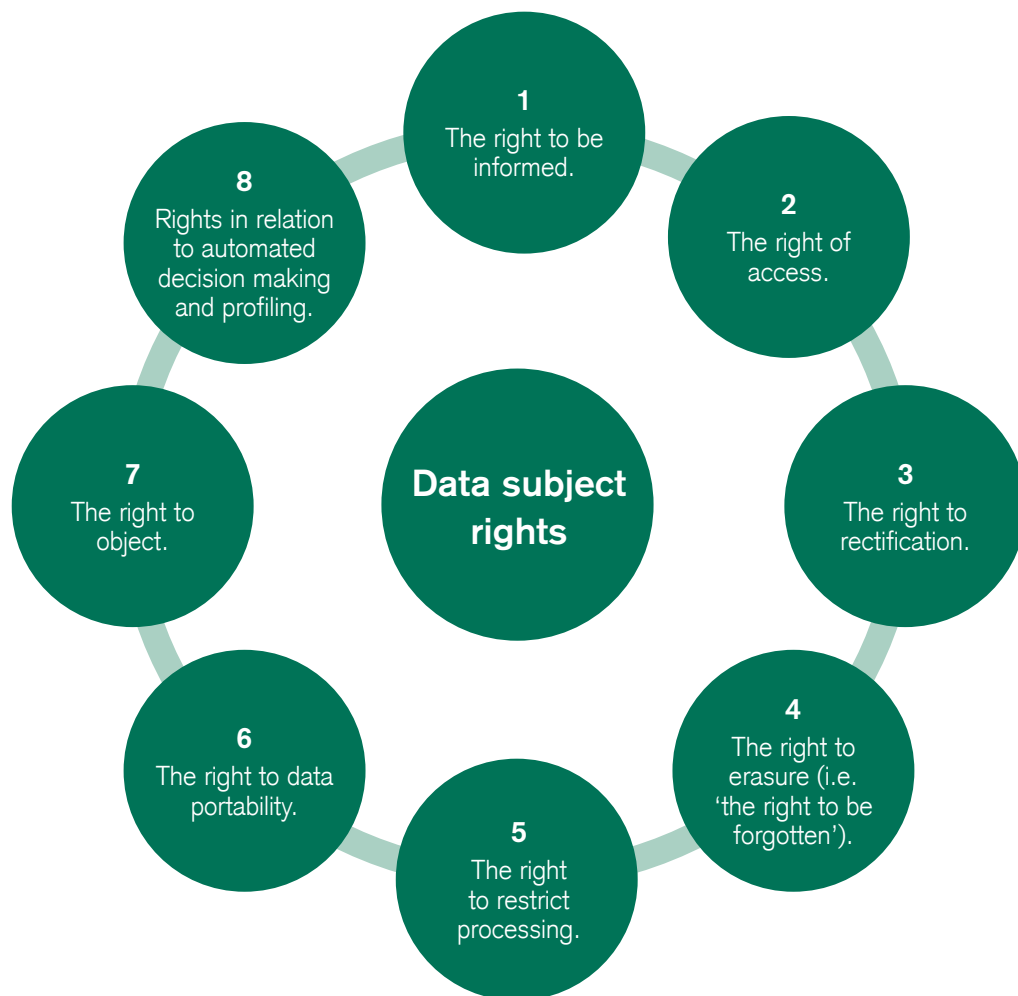 1
The right to be
informed.
2
The right of
access.
3
The right to
rectification.
4
The right to
erasure (i.e.
‘the right to be
forgotten’).
5
The right
to restrict
processing.
6
The right to data
portability.
7
The right to
object.
8
Rights in relation
to automated
decision making
and profiling.
Data subject
rights